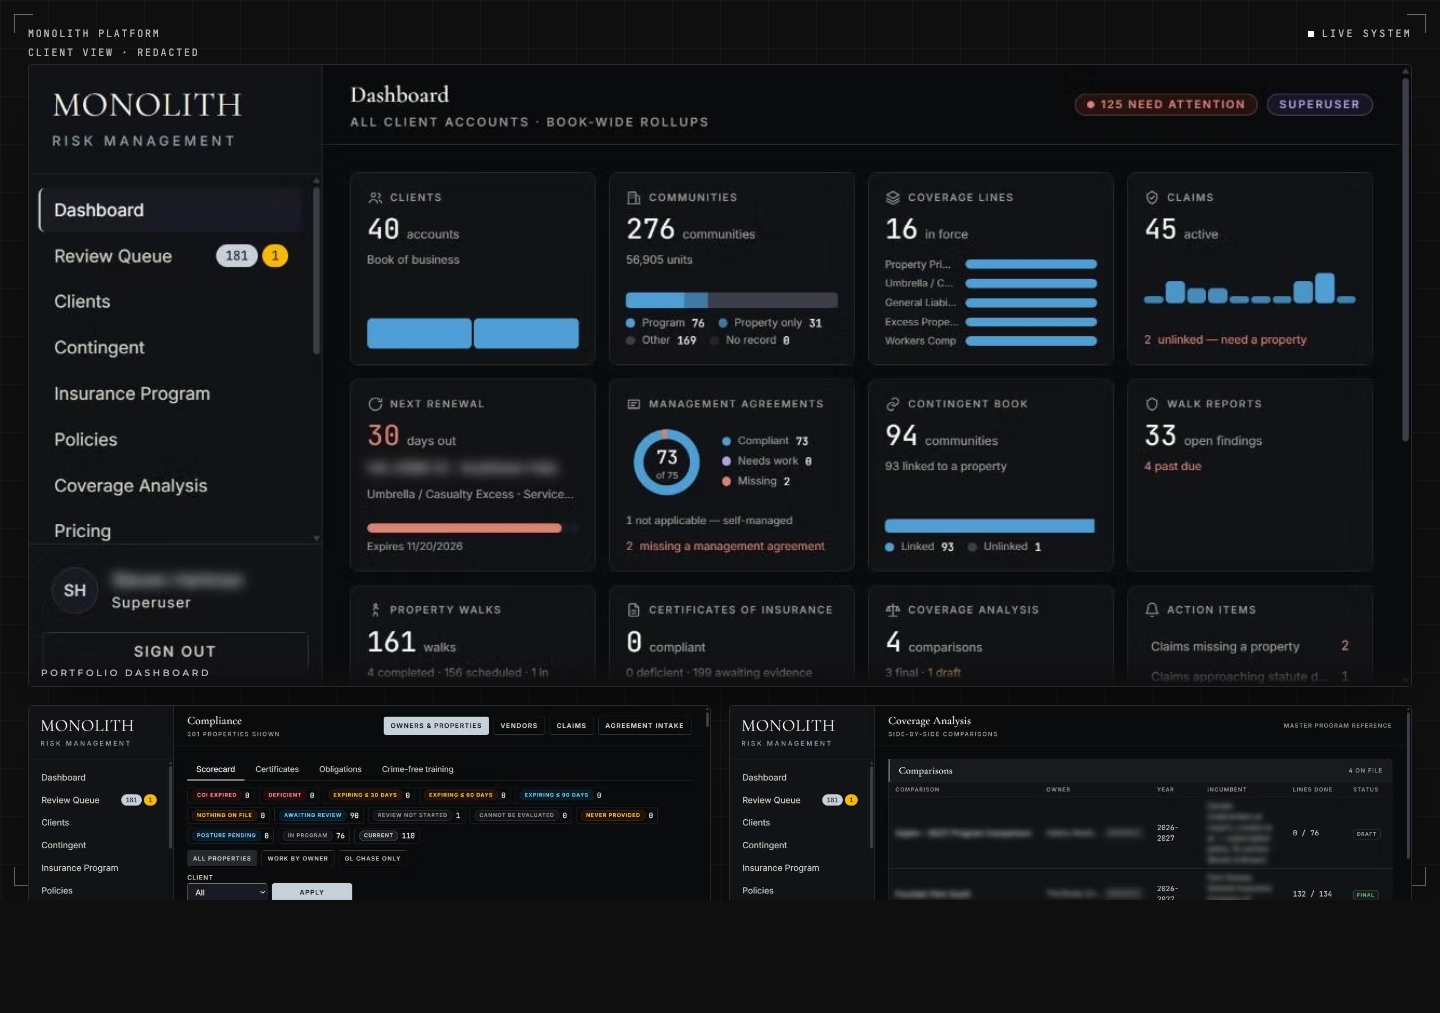 MONOLITH PLATFORM
CLIENT VIEW · REDACTED
LIVE SYSTEM
MONOLITH
RISK MANAGEMENT
Dashboard
Review Queue 181 1
Clients
Contingent
Insurance Program
Policies
Coverage Analysis
Pricing
SH
Superuser
SIGN OUT
PORTFOLIO DASHBOARD
Dashboard
ALL CLIENT ACCOUNTS · BOOK-WIDE ROLLUPS
125 NEED ATTENTION
SUPERUSER
CLIENTS
40 accounts
Book of business
COMMUNITIES
276 communities
56,905 units
Program 76 Property only 31
Other 169 No record 0
COVERAGE LINES
16 in force
Property Pri...
Umbrella / C...
General Liabi...
Excess Prope...
Workers Comp
CLAIMS
45 active
2 unlinked — need a property
NEXT RENEWAL
30 days out
Umbrella / Casualty Excess · Service...
Expires 11/20/2026
MANAGEMENT AGREEMENTS
73
of 75
Compliant 73
Needs work 0
Missing 2
1 not applicable — self-managed
2 missing a management agreement
CONTINGENT BOOK
94 communities
93 linked to a property
Linked 93 Unlinked 1
WALK REPORTS
33 open findings
4 past due
PROPERTY WALKS
161 walks
4 completed · 156 scheduled · 1 in
CERTIFICATES OF INSURANCE
0 compliant
0 deficient · 199 awaiting evidence
COVERAGE ANALYSIS
4 comparisons
3 final · 1 draft
ACTION ITEMS
Claims missing a property 2
Claims approaching statute d... 1
MONOLITH
RISK MANAGEMENT
Dashboard
Review Queue 181 1
Clients
Contingent
Insurance Program
Policies
Compliance
201 PROPERTIES SHOWN
OWNERS & PROPERTIES VENDORS CLAIMS AGREEMENT INTAKE
Scorecard Certificates Obligations Crime-free training
COI EXPIRED 0 DEFICIENT 0 EXPIRING ≤ 30 DAYS 0 EXPIRING ≤ 60 DAYS 0 EXPIRING ≤ 90 DAYS 0
NOTHING ON FILE 0 AWAITING REVIEW 90 REVIEW NOT STARTED 1 CANNOT BE EVALUATED 0 NEVER PROVIDED 0
POSTURE PENDING 0 IN PROGRAM 76 CURRENT 110
ALL PROPERTIES WORK BY OWNER GL CHASE ONLY
CLIENT
All APPLY
MONOLITH
RISK MANAGEMENT
Dashboard
Review Queue 181 1
Clients
Contingent
Insurance Program
Policies
Coverage Analysis
SIDE-BY-SIDE COMPARISONS
MASTER PROGRAM REFERENCE
Comparisons
4 ON FILE
COMPARISON OWNER YEAR INCUMBENT LINES DONE STATUS
2026-
2027
0 / 76 DRAFT
2026-
2027
132 / 134 FINAL